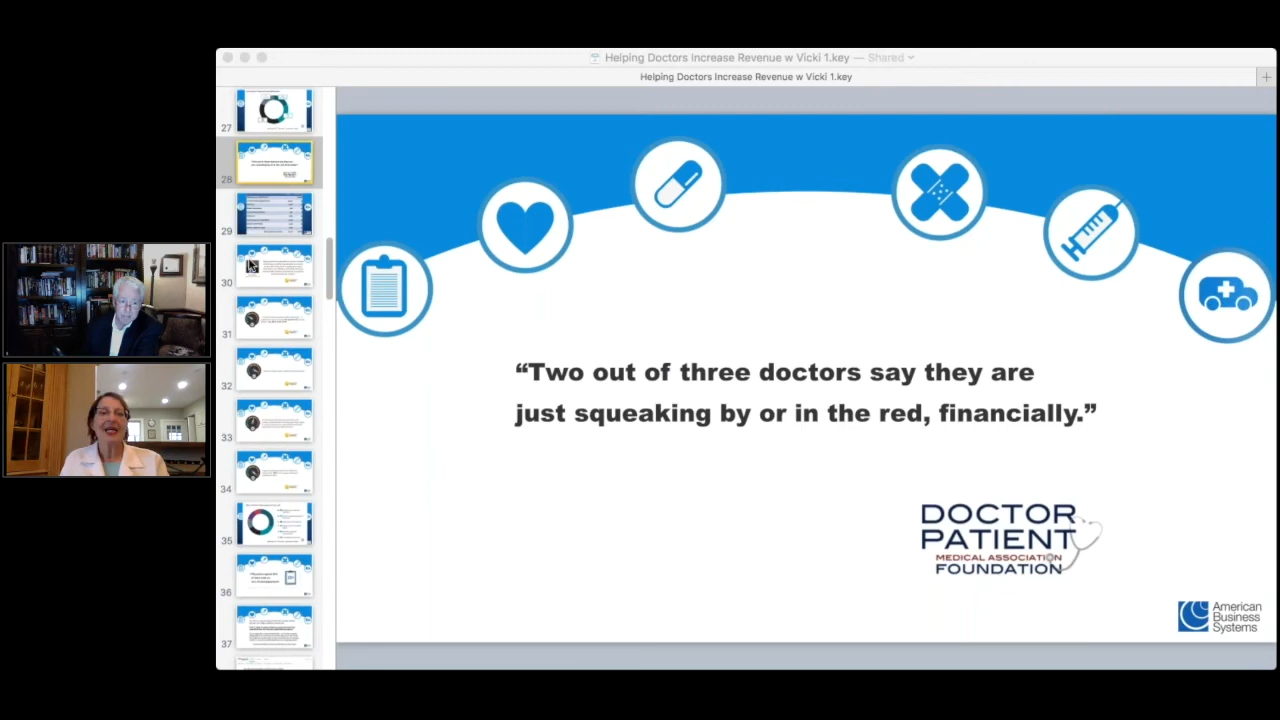 Helping Doctors Increase Revenue w Vicki 1.key — Shared
Helping Doctors Increase Revenue w Vicki 1.key
27
28
29
30
31
32
33
34
35
36
37
“Two out of three doctors say they are
just squeaking by or in the red, financially.”
DOCTOR
PATIENT
MEDICAL ASSOCIATION
FOUNDATION
American
Business
Systems